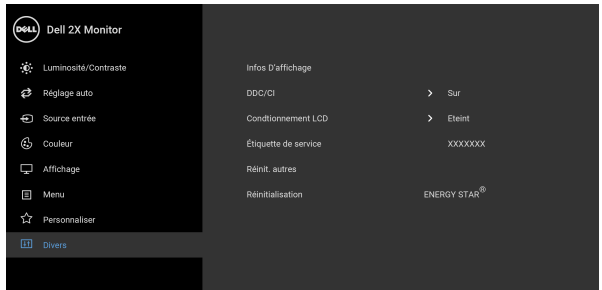 DELL Dell 2X Monitor
Luminosité/Contraste
Réglage auto
Source entrée
Couleur
Affichage
Menu
Personnaliser
Divers
Infos D'affichage
DDC/CI > Sur
Condtionnement LCD > Eteint
Étiquette de service XXXXXXX
Réinit. autres
Réinitialisation ENERGY STAR®